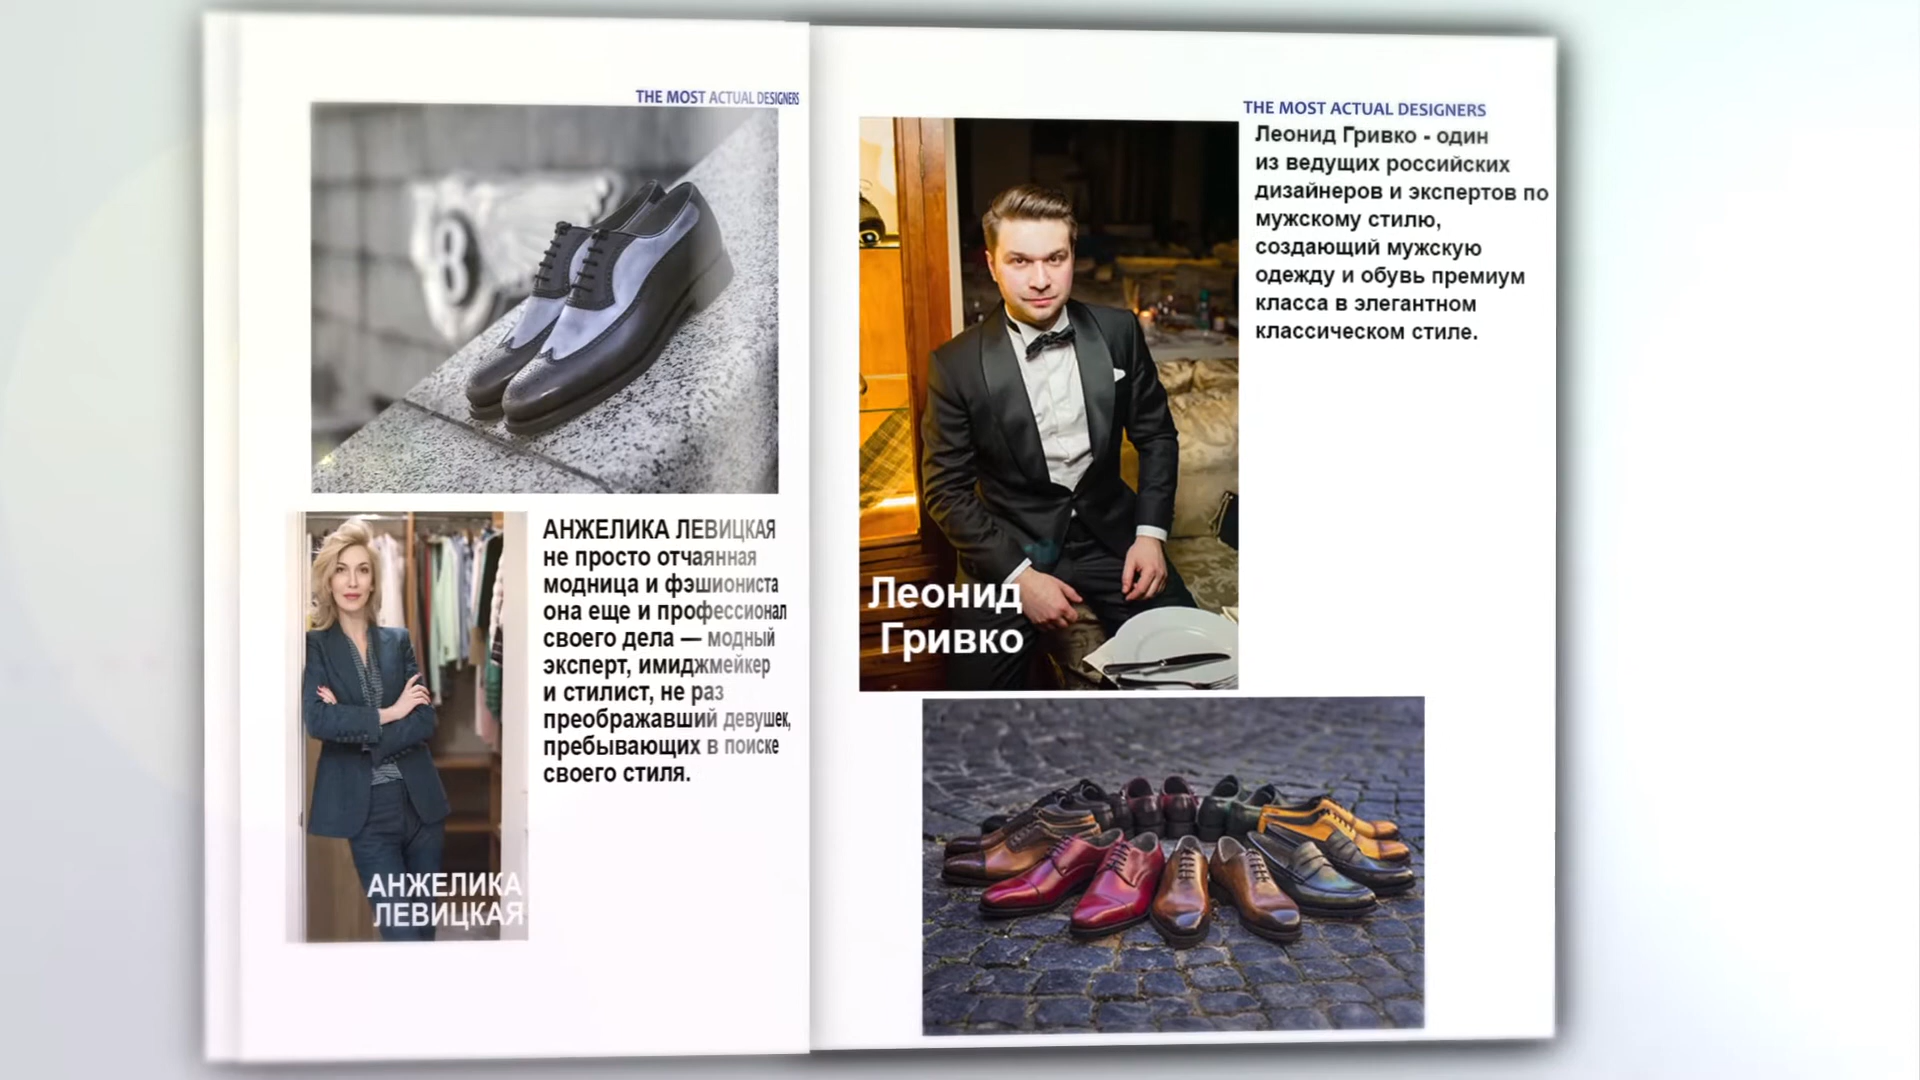 THE MOST ACTUAL DESIGNERS
8
АНЖЕЛИКА ЛЕВИЦКАЯ
не просто отчаянная
модница и фэшиониста
она еще и профессионал
своего дела — модный
эксперт, имиджмейкер
и стилист, не раз
преображавший девушек,
пребывающих в поиске
своего стиля.
АНЖЕЛИКА
ЛЕВИЦКАЯ
THE MOST ACTUAL DESIGNERS
Леонид Гривко - один
из ведущих российских
дизайнеров и экспертов по
мужскому стилю,
создающий мужскую
одежду и обувь премиум
класса в элегантном
классическом стиле.
Леонид
Гривко